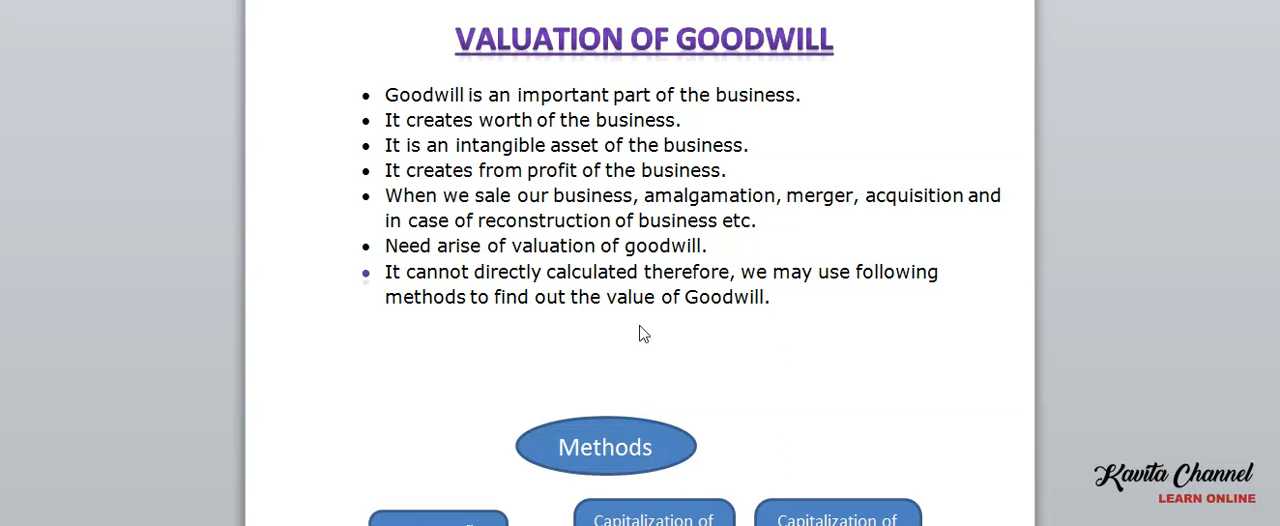 VALUATION OF GOODWILL
• Goodwill is an important part of the business.
• It creates worth of the business.
• It is an intangible asset of the business.
• It creates from profit of the business.
• When we sale our business, amalgamation, merger, acquisition and
in case of reconstruction of business etc.
• Need arise of valuation of goodwill.
• It cannot directly calculated therefore, we may use following
methods to find out the value of Goodwill.
Methods
Capitalization of
Capitalization of
Kavita Channel
LEARN ONLINE